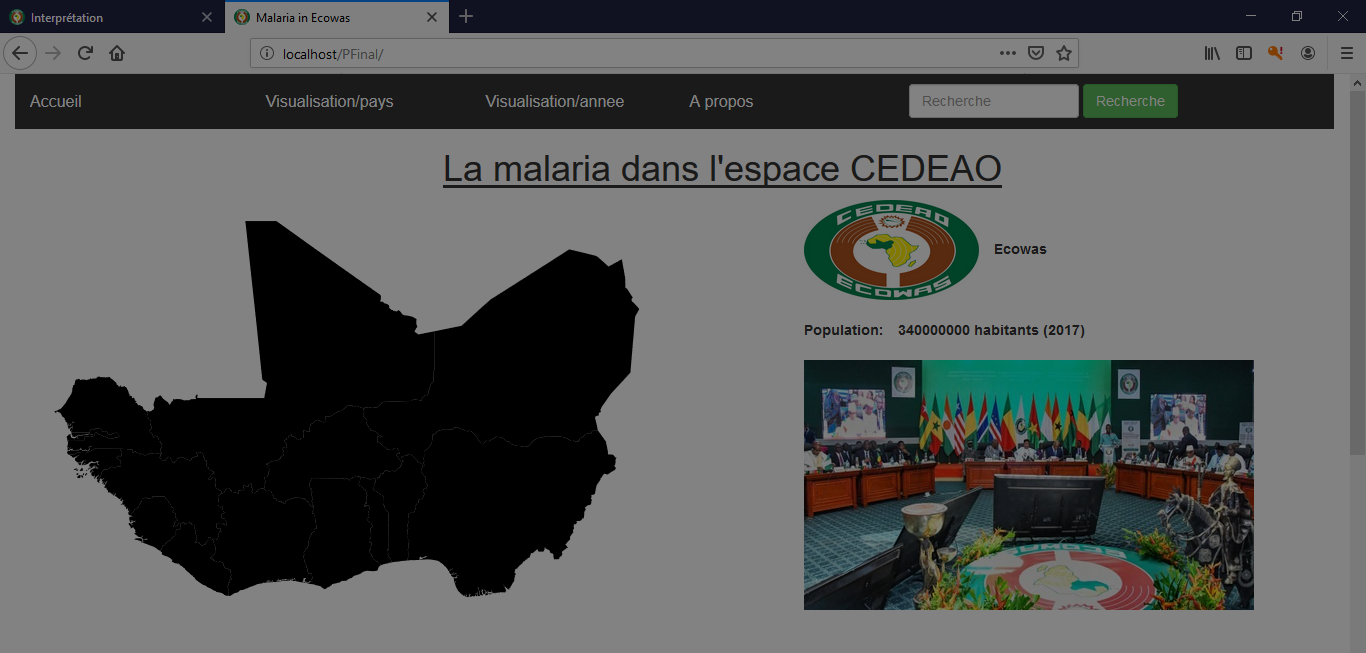 Interprétation
Malaria in Ecowas
localhost/PFinal/
Accueil Visualisation/pays Visualisation/annee A propos Recherche Recherche
La malaria dans l'espace CEDEAO
CEDEAO
ECOWAS
Ecowas
Population: 340000000 habitants (2017)